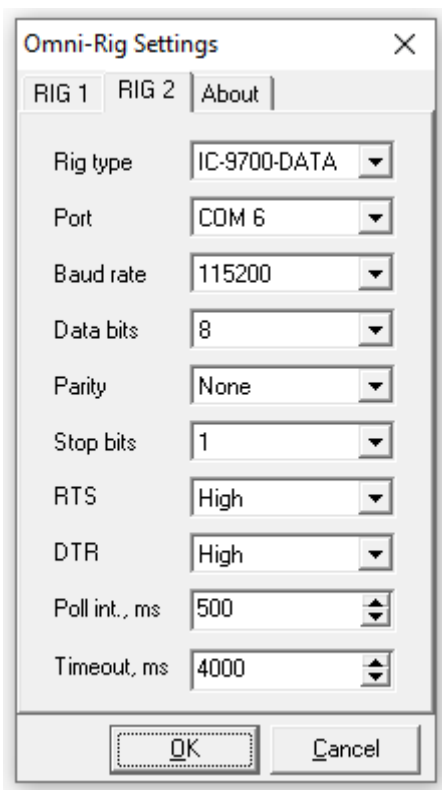 Omni-Rig Settings
RIG 1 RIG 2 About
Rig type IC-9700-DATA
Port COM 6
Baud rate 115200
Data bits 8
Parity None
Stop bits 1
RTS High
DTR High
Poll int., ms 500
Timeout, ms 4000
OK Cancel